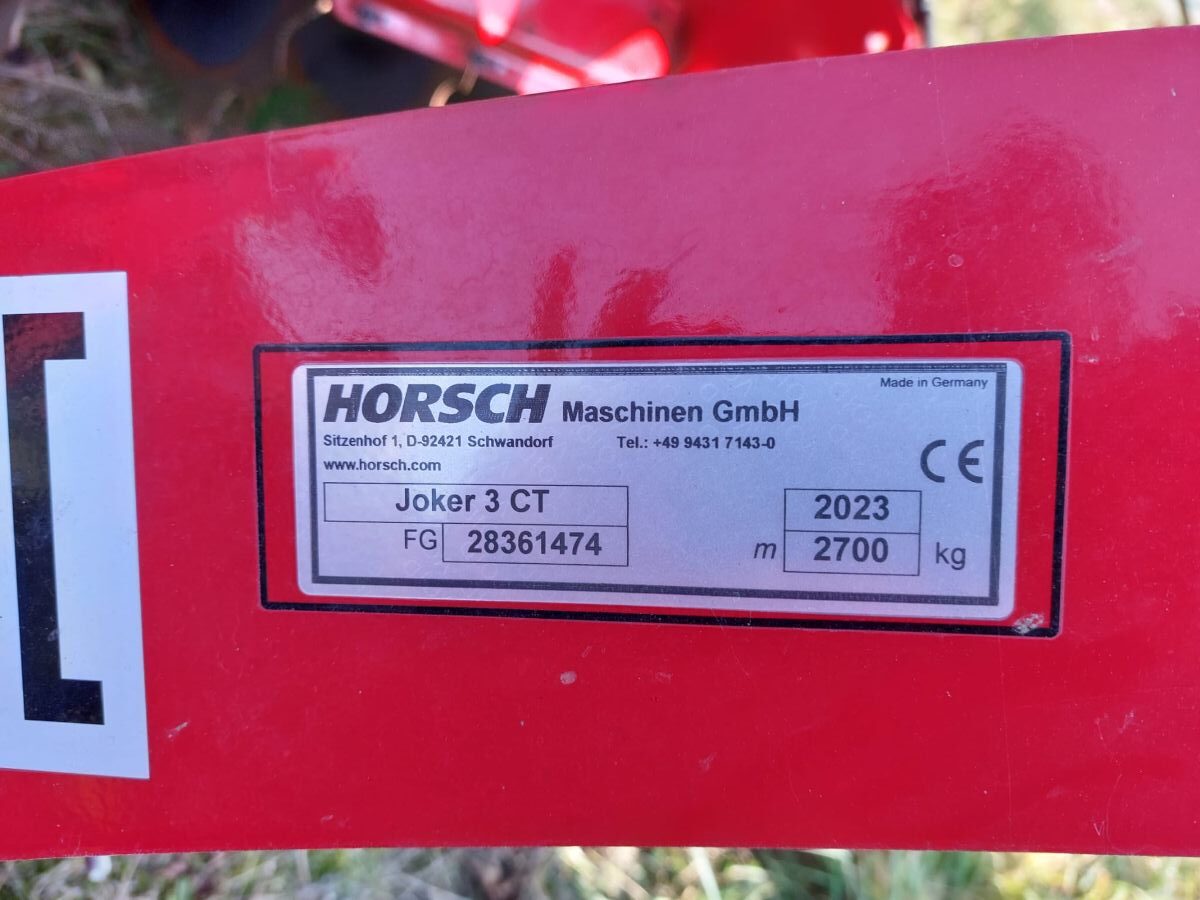 Made in Germany
HORSCH Maschinen GmbH
Sitzenhof 1, D-92421 Schwandorf Tel.: +49 9431 7143-0
www.horsch.com
CE
Joker 3 CT 2023
FG 28361474 m 2700 kg